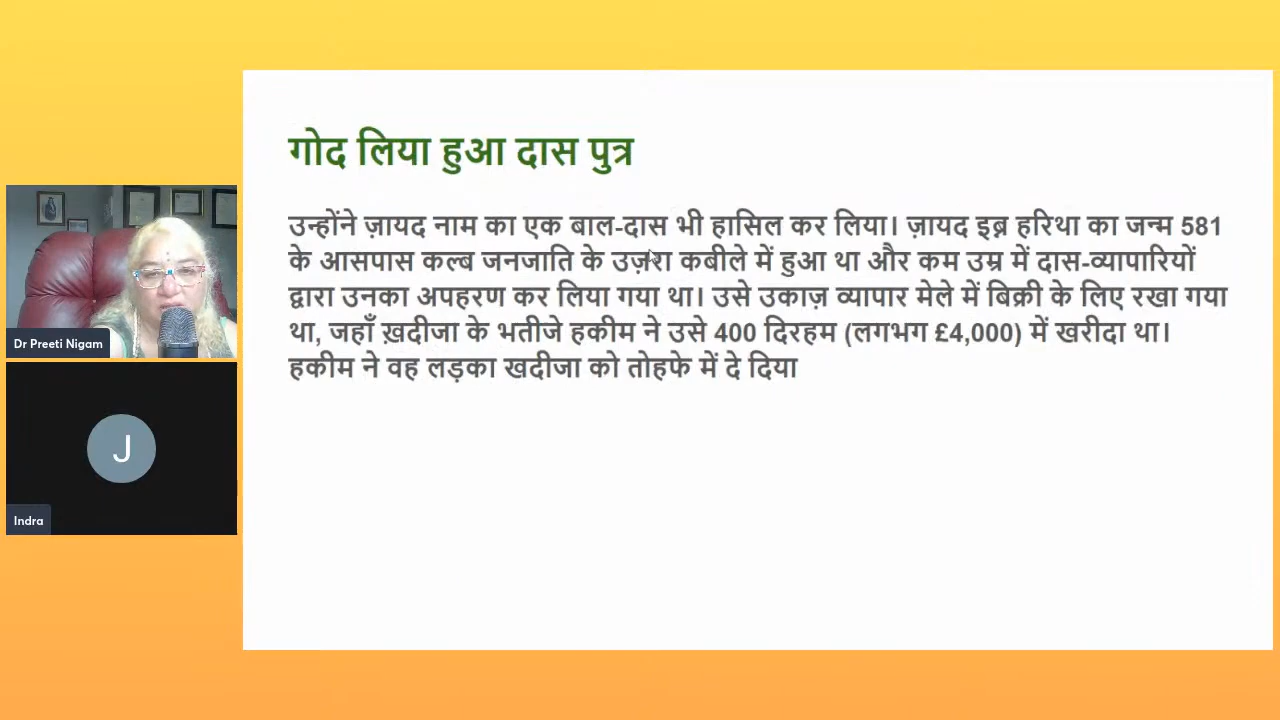 गोद लिया हुआ दास पुत्र
उन्होंने ज़ायद नाम का एक बाल-दास भी हासिल कर लिया। ज़ायद इब्न हरिथा का जन्म 581
के आसपास कल्ब जनजाति के उज़रा कबीले में हुआ था और कम उम्र में दास-व्यापारियों
द्वारा उनका अपहरण कर लिया गया था। उसे उकाज़ व्यापार मेले में बिक्री के लिए रखा गया
था, जहाँ ख़दीजा के भतीजे हकीम ने उसे 400 दिरहम (लगभग £4,000) में खरीदा था।
हकीम ने वह लड़का खदीजा को तोहफे में दे दिया
Dr Preeti Nigam
J
Indra